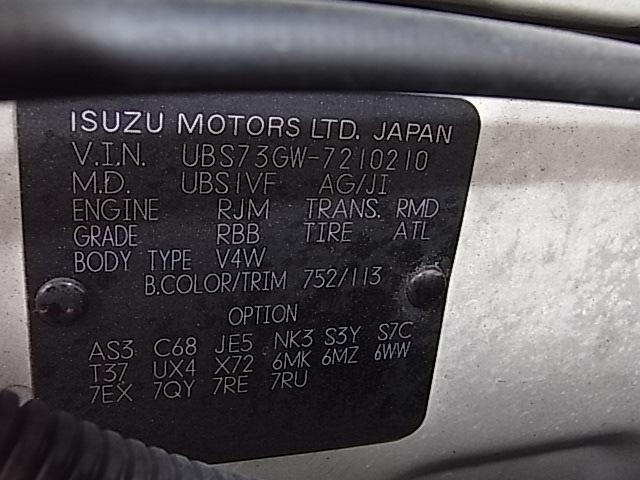 ISUZU MOTORS LTD. JAPAN
V.I.N. UBS73GW-7210210
M.D. UBS1VF AG/JI
ENGINE RJM TRANS. RMD
GRADE RBB TIRE ATL
BODY TYPE V4W
B.COLOR/TRIM 752/113
OPTION
AS3 C68 JE5 NK3 S3Y S7C
T37 UX4 X72 6MK 6MZ 6WW
7EX 7QY 7RE 7RU